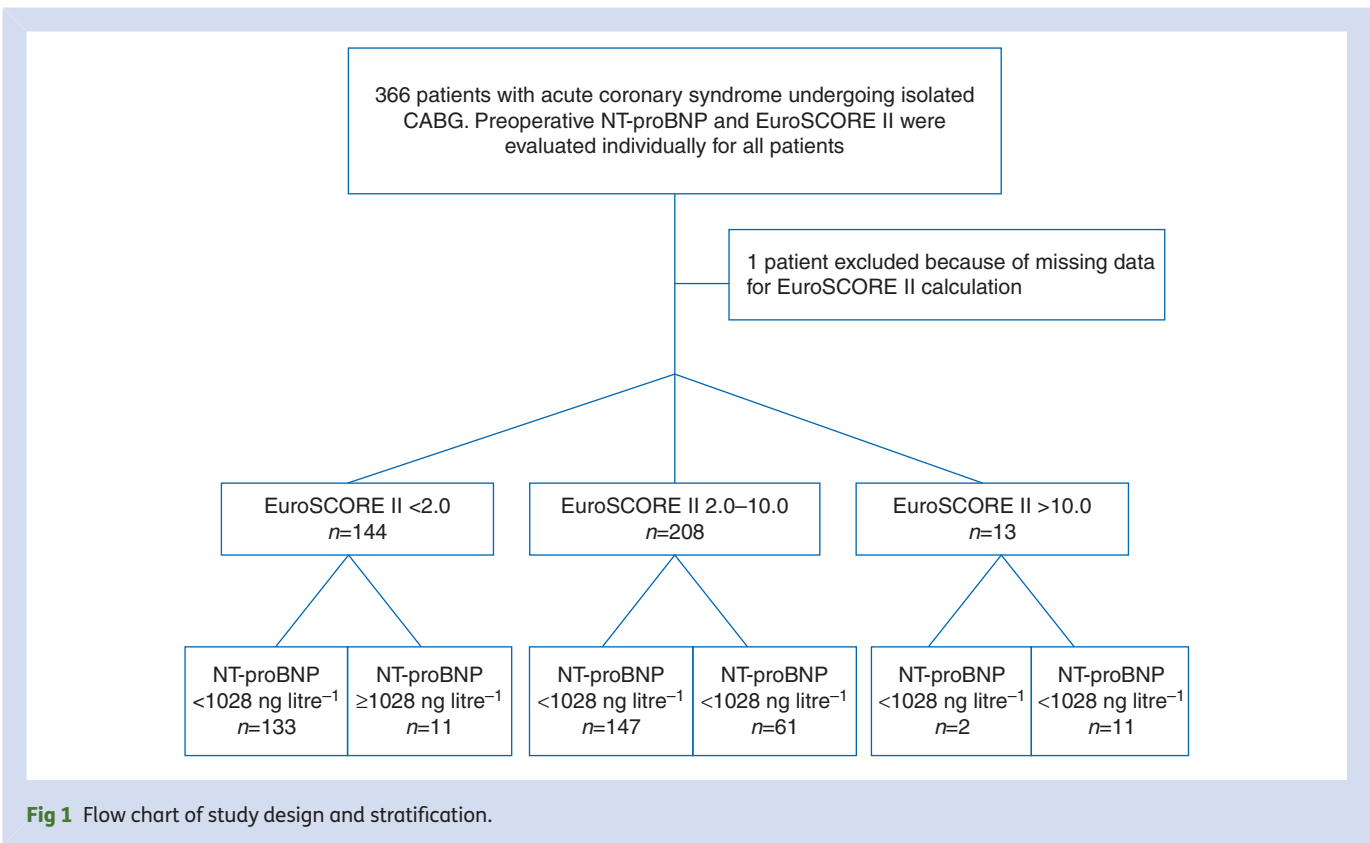 366 patients with acute coronary syndrome undergoing isolated
CABG. Preoperative NT-proBNP and EuroSCORE II were
evaluated individually for all patients
1 patient excluded because of missing data
for EuroSCORE II calculation
EuroSCORE II <2.0
n=144
EuroSCORE II 2.0–10.0
n=208
EuroSCORE II >10.0
n=13
NT-proBNP
<1028 ng litre⁻¹
n=133
NT-proBNP
≥1028 ng litre⁻¹
n=11
NT-proBNP
<1028 ng litre⁻¹
n=147
NT-proBNP
<1028 ng litre⁻¹
n=61
NT-proBNP
<1028 ng litre⁻¹
n=2
NT-proBNP
<1028 ng litre⁻¹
n=11
Fig 1 Flow chart of study design and stratification.